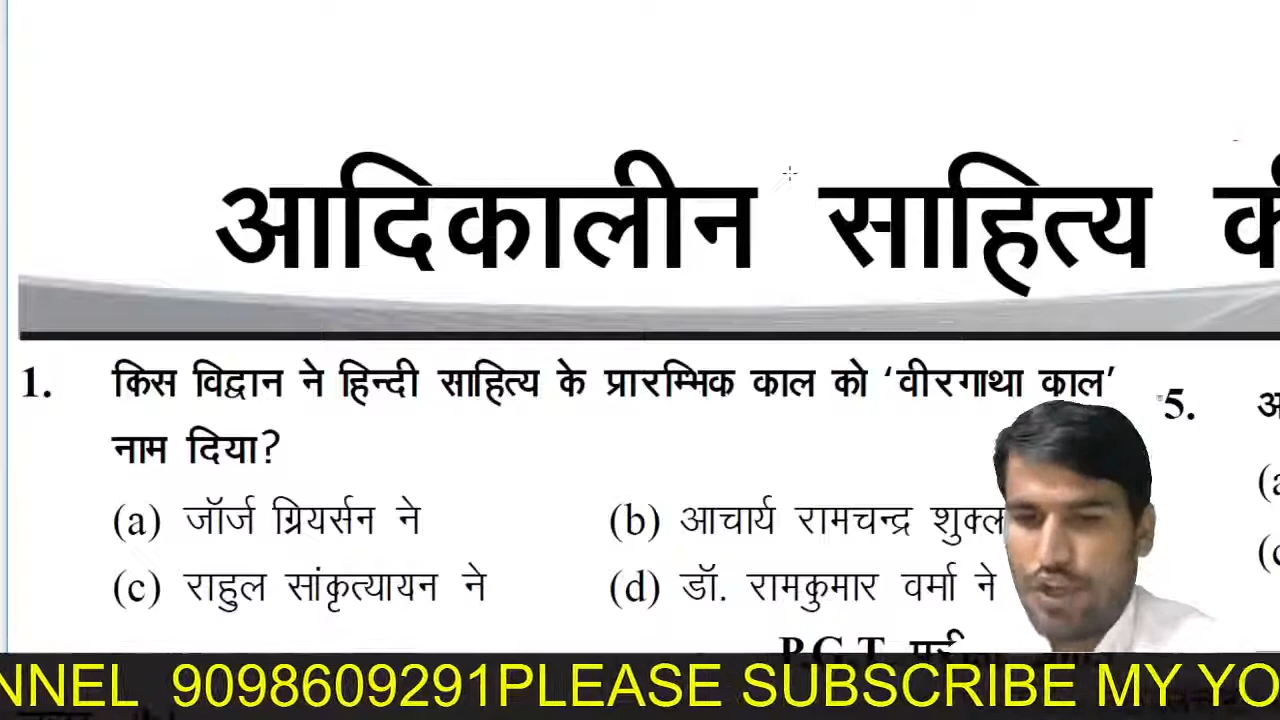 आदिकालीन साहित्य
1. किस विद्वान ने हिन्दी साहित्य के प्रारम्भिक काल को ‘वीरगाथा काल’
नाम दिया?
(a) जॉर्ज ग्रियर्सन ने (b) आचार्य रामचन्द्र शुक्ल
(c) राहुल सांकृत्यायन ने (d) डॉ. रामकुमार वर्मा ने
P.G.T.
5.
NNEL 9098609291PLEASE SUBSCRIBE MY YO